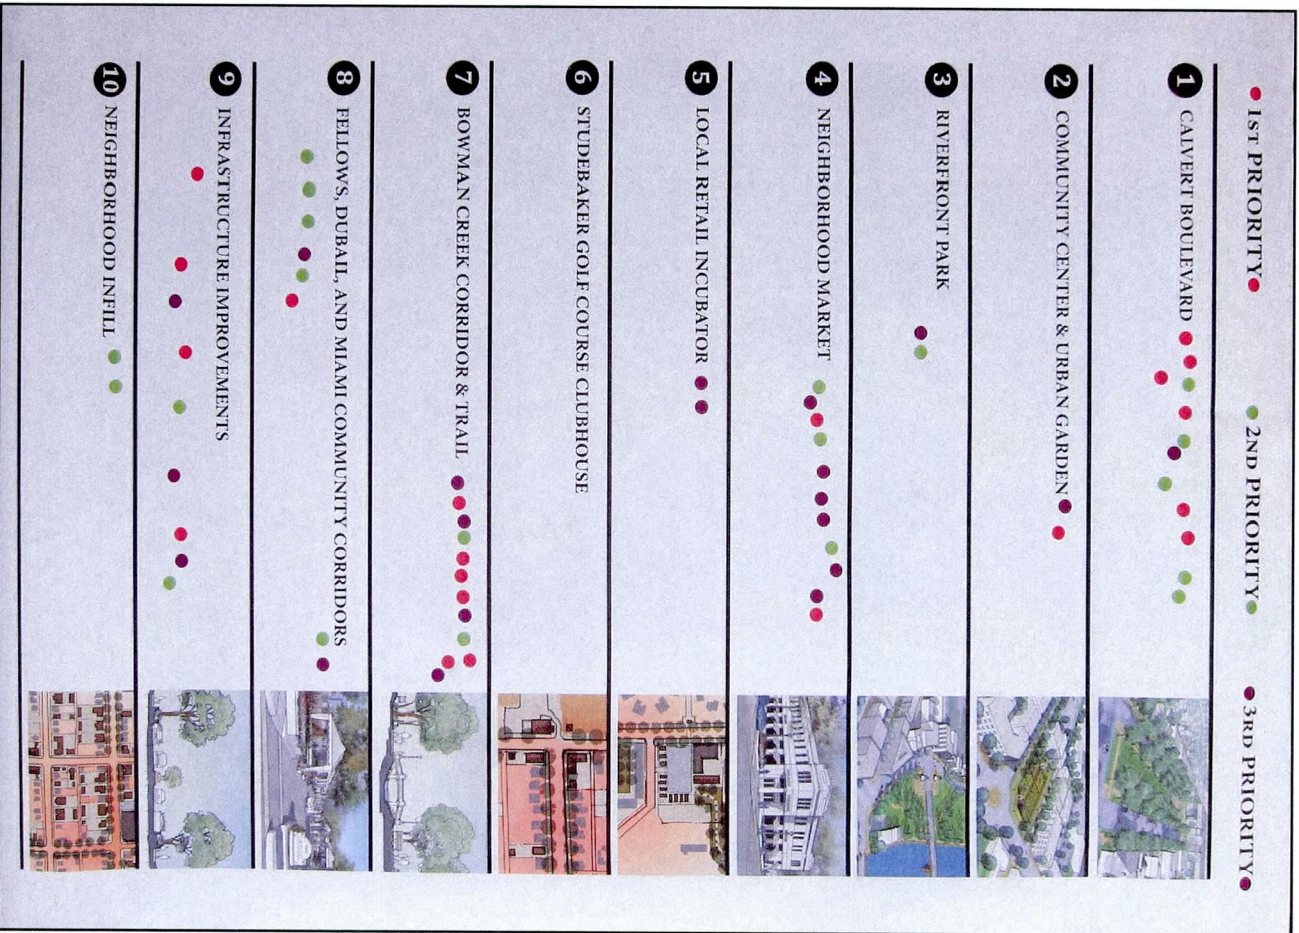 1ST PRIORITY 2ND PRIORITY 3RD PRIORITY
1 CALVERT BOULEVARD
2 COMMUNITY CENTER & URBAN GARDEN
3 RIVERFRONT PARK
4 NEIGHBORHOOD MARKET
5 LOCAL RETAIL INCUBATOR
6 STUDEBAKER GOLF COURSE CLUBHOUSE
7 BOWMAN CREEK CORRIDOR & TRAIL
8 FELLOWS, DUBAIL, AND MIAMI COMMUNITY CORRIDORS
9 INFRASTRUCTURE IMPROVEMENTS
10 NEIGHBORHOOD INFILL